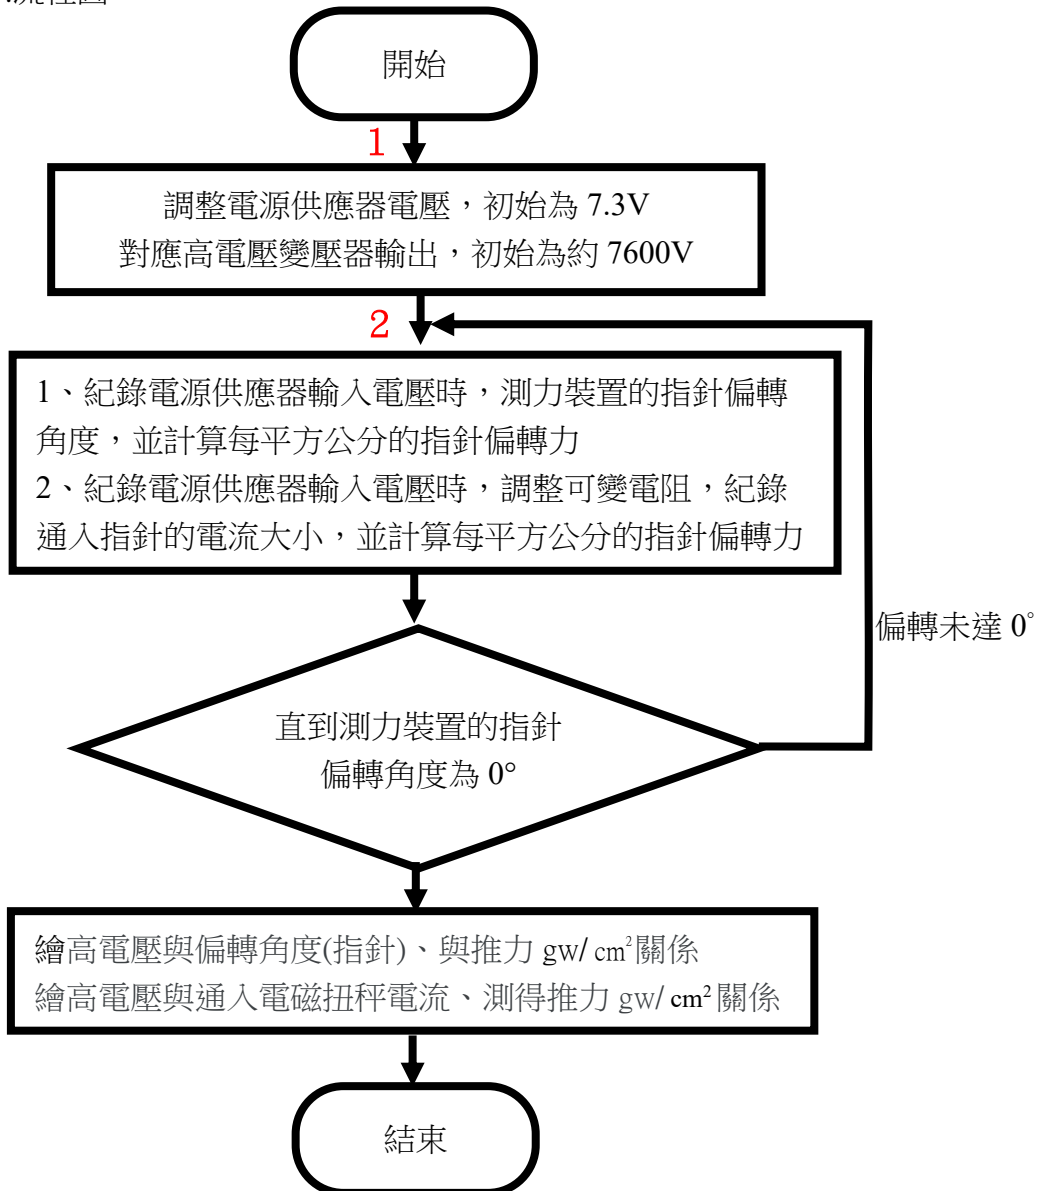 流程圖
開始
1
調整電源供應器電壓，初始為 7.3V
對應高電壓變壓器輸出，初始為約 7600V
2
1、紀錄電源供應器輸入電壓時，測力裝置的指針偏轉
角度，並計算每平方公分的指針偏轉力
2、紀錄電源供應器輸入電壓時，調整可變電阻，紀錄
通入指針的電流大小，並計算每平方公分的指針偏轉力
偏轉未達 0°
直到測力裝置的指針
偏轉角度為 0°
繪高電壓與偏轉角度(指針)、與推力 gw/ cm²關係
繪高電壓與通入電磁扭秤電流、測得推力 gw/ cm² 關係
結束